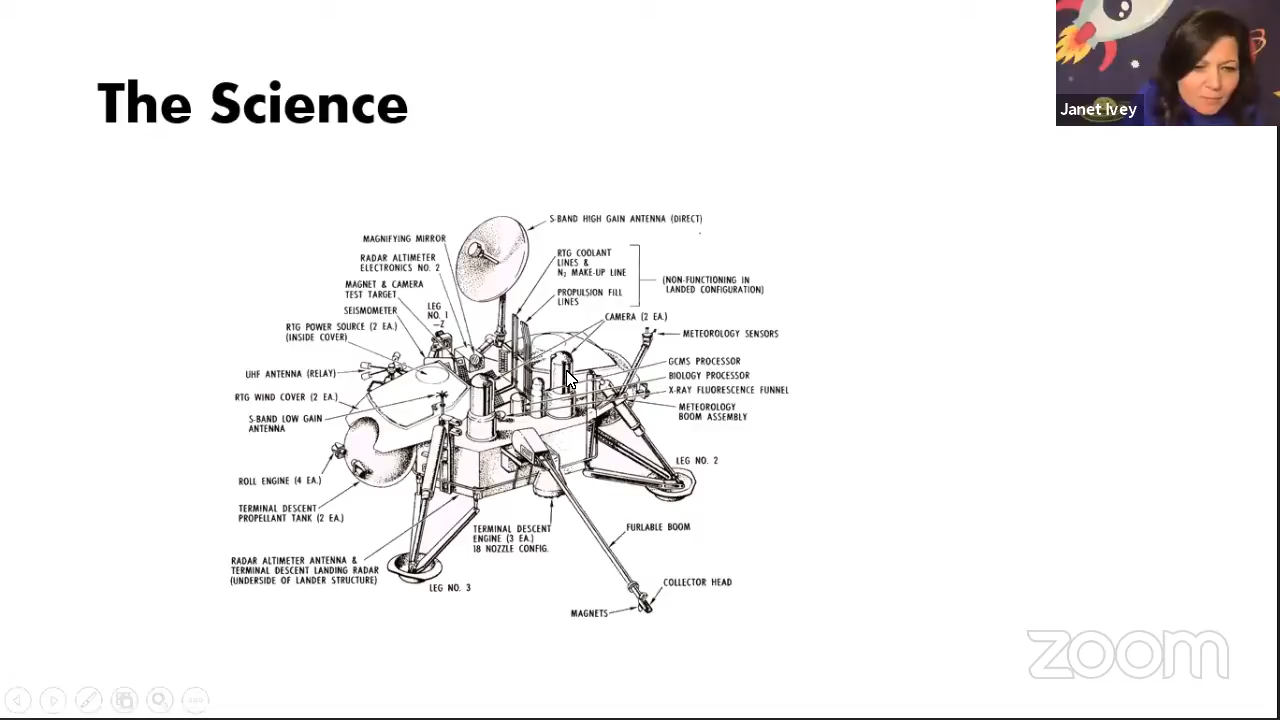 The Science
Janet Ivey
S-BAND HIGH GAIN ANTENNA (DIRECT)
MAGNIFYING MIRROR
RADAR ALTIMETER
ELECTRONICS NO. 2
MAGNET & CAMERA
TEST TARGET
SEISMOMETER
LEG
NO. 1
-Z
RTG POWER SOURCE (2 EA.)
(INSIDE COVER)
UHF ANTENNA (RELAY)
RTG WIND COVER (2 EA.)
S-BAND LOW GAIN
ANTENNA
ROLL ENGINE (4 EA.)
TERMINAL DESCENT
PROPELLANT TANK (2 EA.)
RADAR ALTIMETER ANTENNA &
TERMINAL DESCENT LANDING RADAR
(UNDERSIDE OF LANDER STRUCTURE)
LEG NO. 3
TERMINAL DESCENT
ENGINE (3 EA.)
18 NOZZLE CONFIG.
RTG COOLANT
LINES &
N₂ MAKE-UP LINE
PROPULSION FILL
LINES
(NON-FUNCTIONING IN
LANDED CONFIGURATION)
CAMERA (2 EA.)
METEOROLOGY SENSORS
GCMS PROCESSOR
BIOLOGY PROCESSOR
X-RAY FLUORESCENCE FUNNEL
METEOROLOGY
BOOM ASSEMBLY
LEG NO. 2
FURLABLE BOOM
COLLECTOR HEAD
MAGNETS
zoom